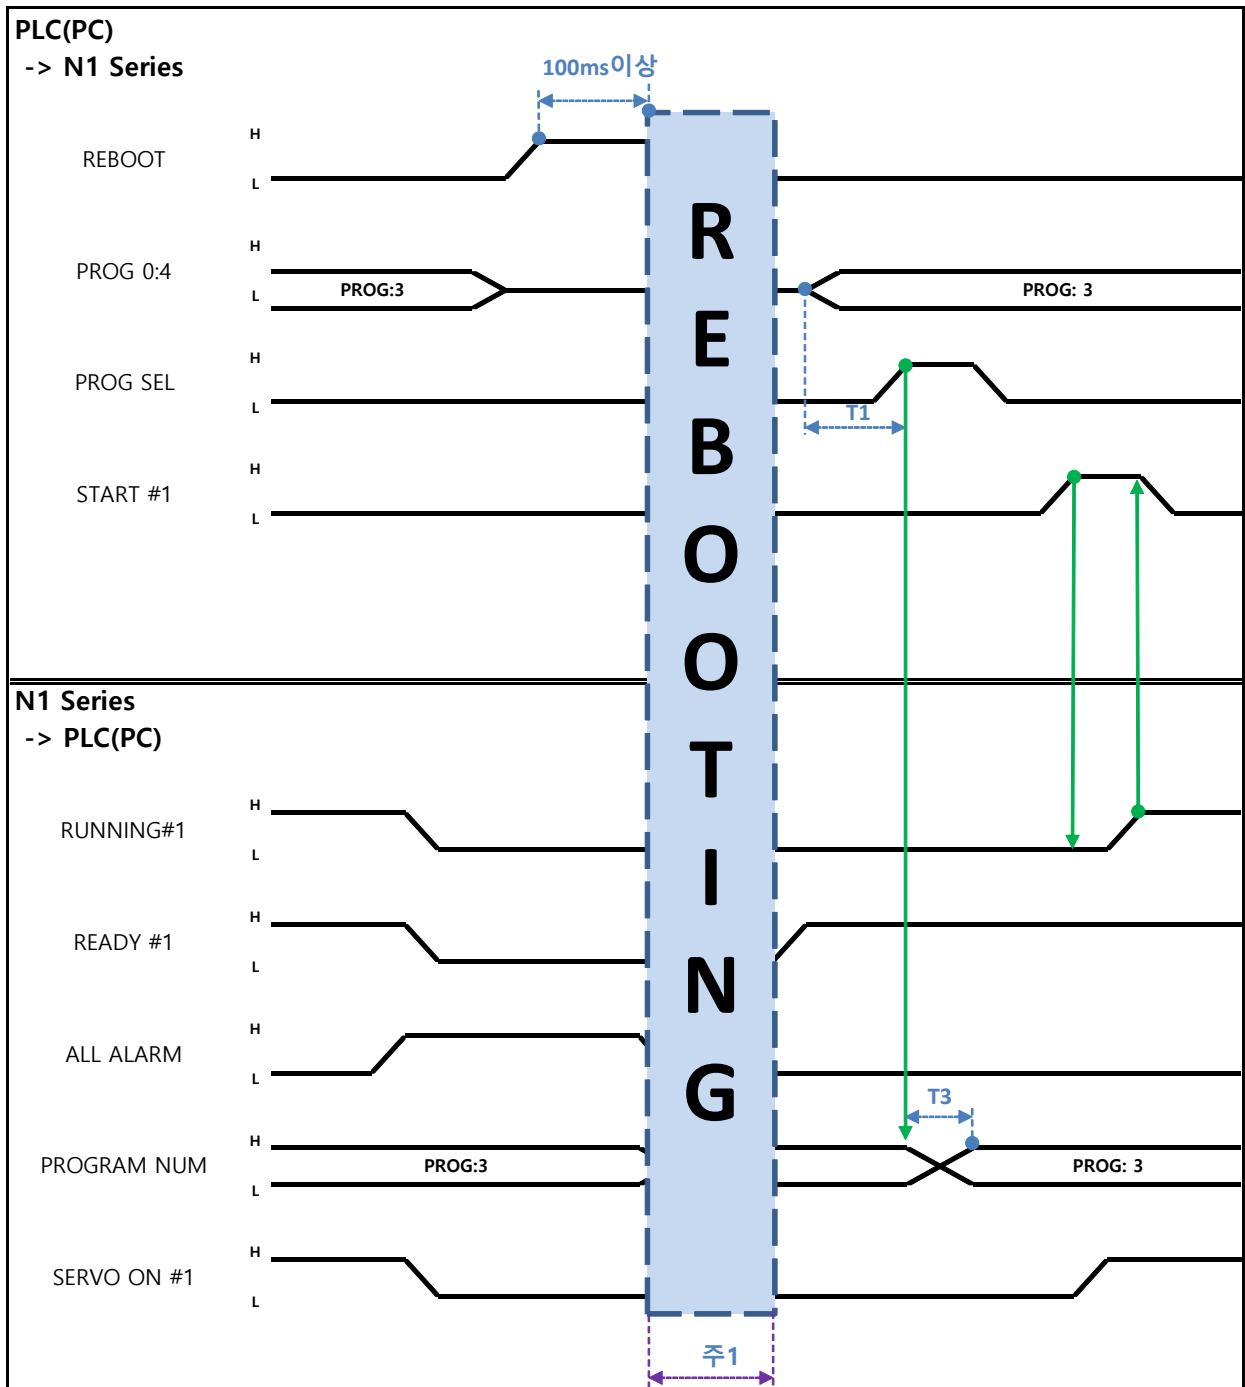 PLC(PC)
-> N1 Series
100ms이상
REBOOT
H
L
PROG 0:4
H
L
PROG:3
PROG: 3
PROG SEL
H
L
T1
START #1
H
L
REBOOTING
N1 Series
-> PLC(PC)
RUNNING#1
H
L
READY #1
H
L
ALL ALARM
H
L
T3
PROGRAM NUM
H
L
PROG:3
PROG: 3
SERVO ON #1
H
L
주1